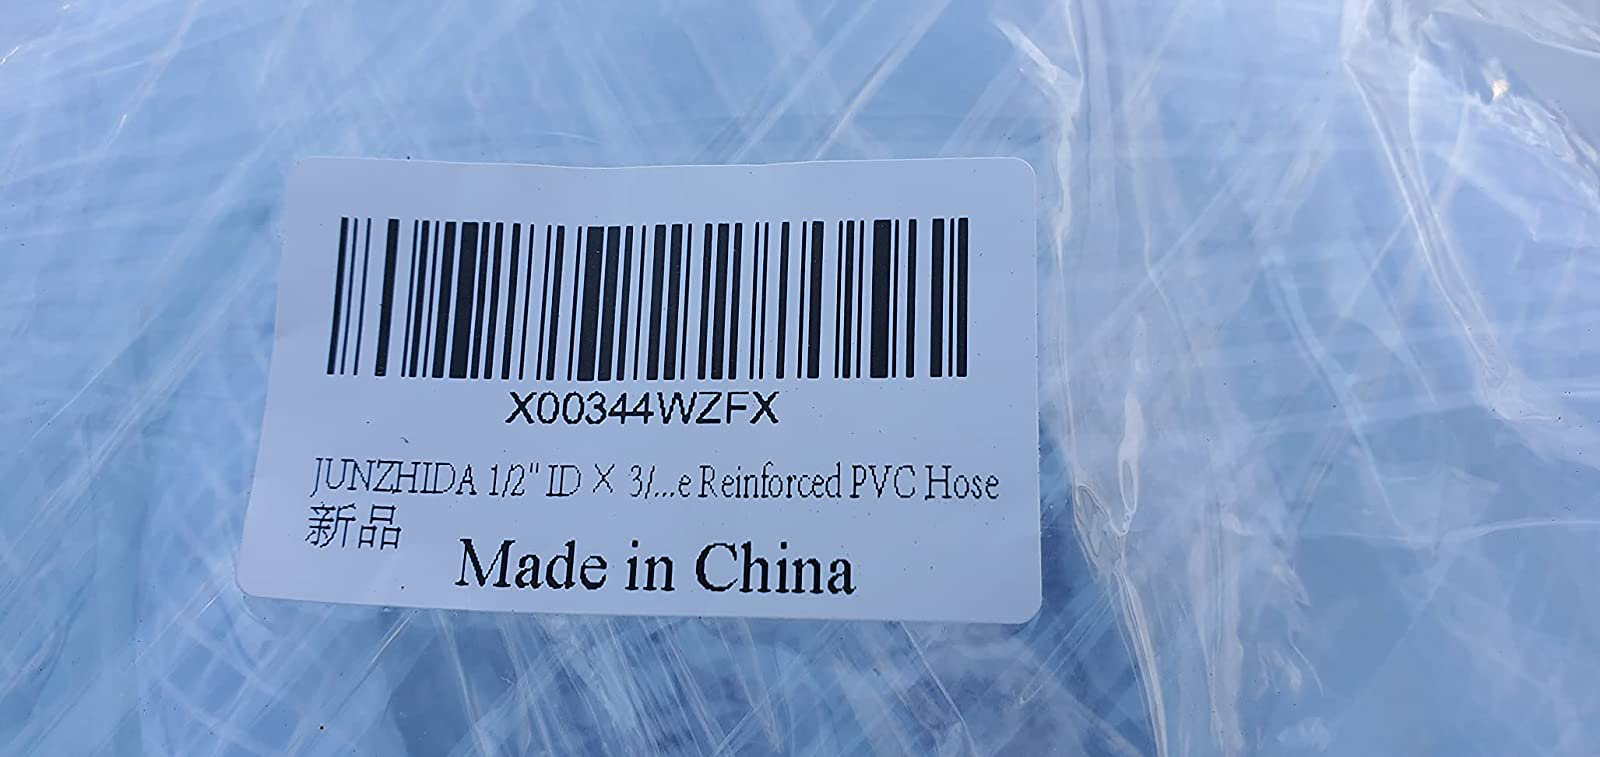 X00344WZFX
JUNZHIDA 1/2" ID X 3/...e Reinforced PVC Hose
新品
Made in China